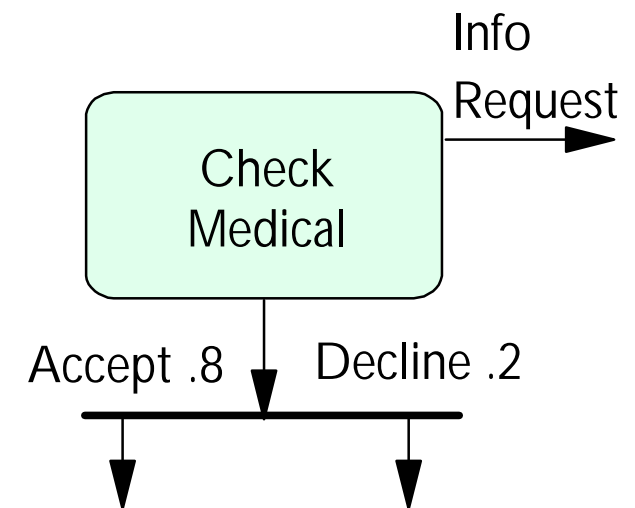 Info
Request
Check
Medical
Accept .8
Decline .2